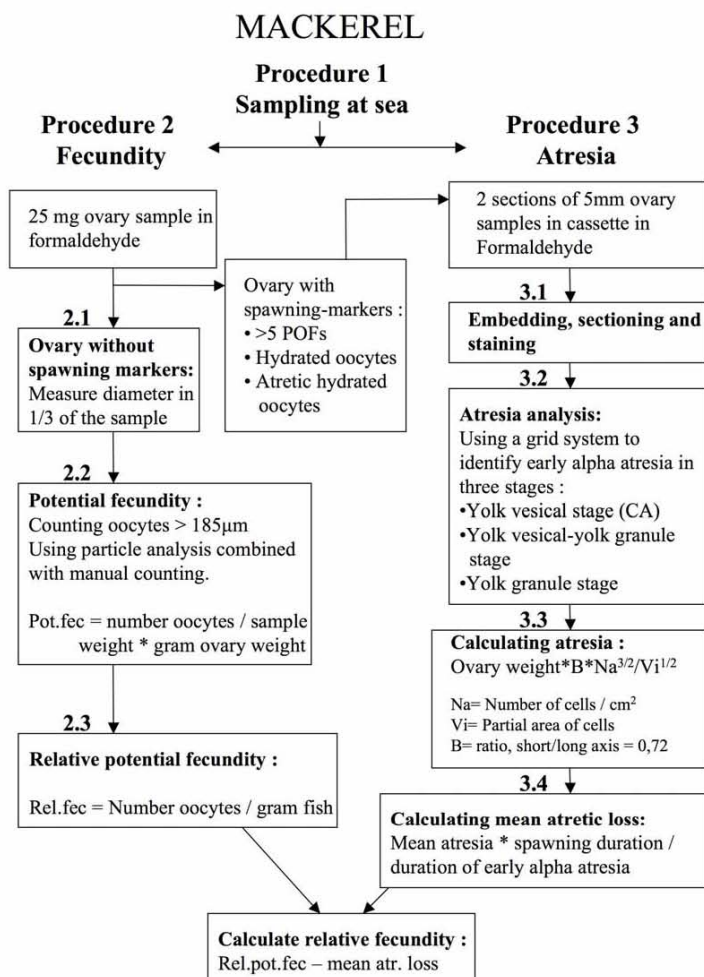 MACKEREL
Procedure 1
Sampling at sea
Procedure 2
Fecundity
Procedure 3
Atresia
25 mg ovary sample in
formaldehyde
2 sections of 5mm ovary
samples in cassette in
Formaldehyde
Ovary with
spawning-markers :
• >5 POFs
• Hydrated oocytes
• Atretic hydrated
oocytes
2.1
Ovary without
spawning markers:
Measure diameter in
1/3 of the sample
2.2
Potential fecundity :
Counting oocytes > 185µm
Using particle analysis combined
with manual counting.
Pot.fec = number oocytes / sample
weight * gram ovary weight
2.3
Relative potential fecundity :
Rel.fec = Number oocytes / gram fish
3.1
Embedding, sectioning and
staining
3.2
Atresia analysis:
Using a grid system to
identify early alpha atresia in
three stages :
•Yolk vesical stage (CA)
•Yolk vesical-yolk granule
stage
•Yolk granule stage
3.3
Calculating atresia :
Ovary weight*B*Na³/²/Vi¹/²
Na= Number of cells / cm²
Vi= Partial area of cells
B= ratio, short/long axis = 0,72
3.4
Calculating mean atretic loss:
Mean atresia * spawning duration /
duration of early alpha atresia
Calculate relative fecundity :
Rel.pot.fec – mean atr. loss